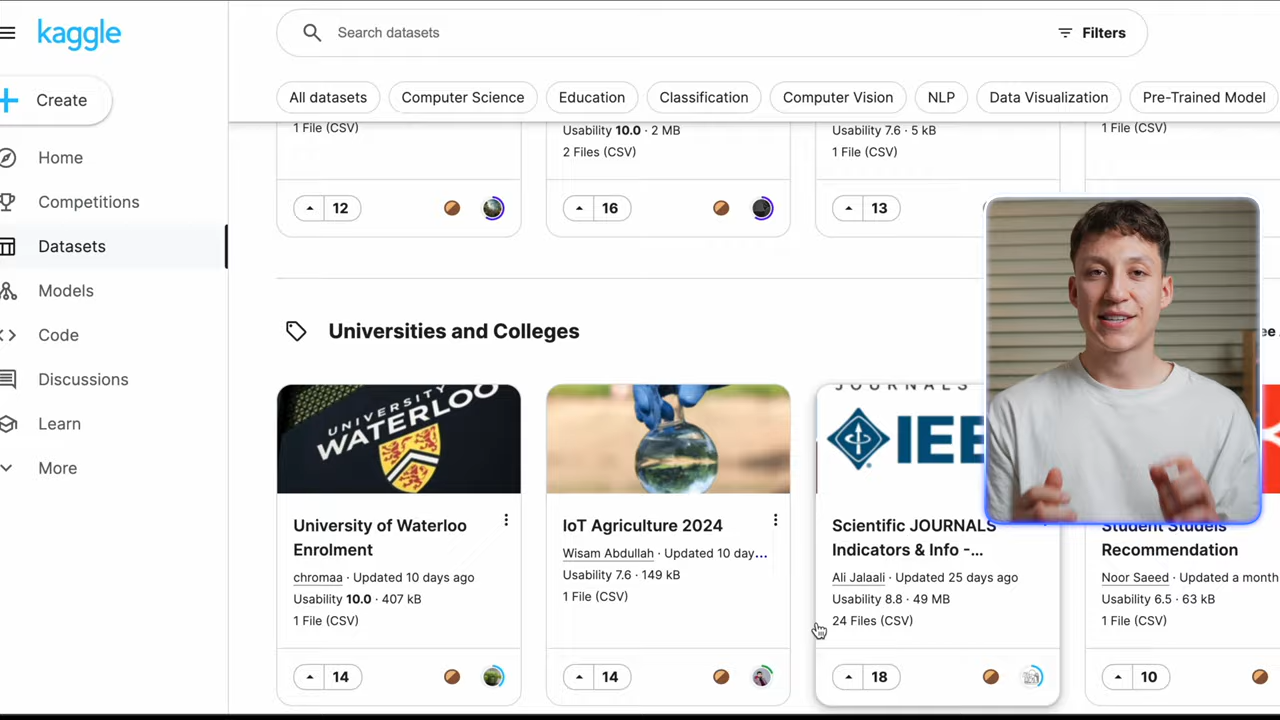 kaggle
Search datasets
Filters
Create
All datasets
Computer Science
Education
Classification
Computer Vision
NLP
Data Visualization
Pre-Trained Model
Home
Competitions
Datasets
Models
Code
Discussions
Learn
More
1 File (CSV)
12
Usability 10.0 · 2 MB
2 Files (CSV)
16
Usability 7.6 · 5 kB
1 File (CSV)
13
1 File (CSV)
Universities and Colleges
UNIVERSITY
WATERLOO
University of Waterloo
Enrolment
chromaa · Updated 10 days ago
Usability 10.0 · 407 kB
1 File (CSV)
14
IoT Agriculture 2024
Wisam Abdullah · Updated 10 day...
Usability 7.6 · 149 kB
1 File (CSV)
14
JOURNALS
IEE
Scientific JOURNALS
Indicators & Info -...
Ali Jalaali · Updated 25 days ago
Usability 8.8 · 49 MB
24 Files (CSV)
18
Student Studels
Recommendation
Noor Saeed · Updated a month
Usability 6.5 · 63 kB
1 File (CSV)
10